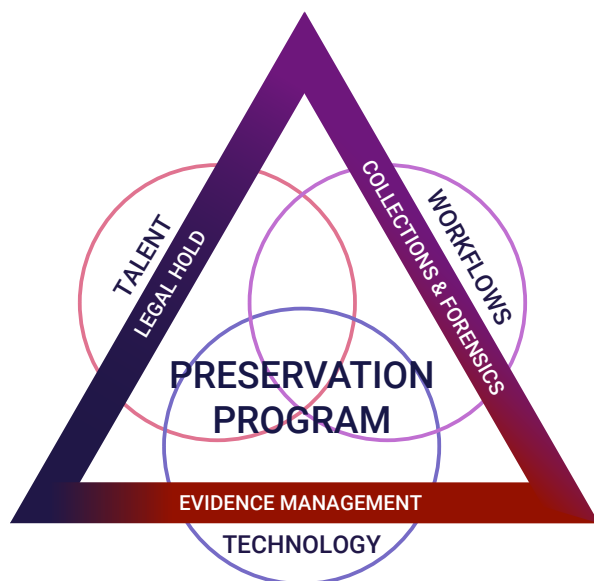 TALENT
LEGAL HOLD
COLLECTIONS & FORENSICS
WORKFLOWS
PRESERVATION
PROGRAM
EVIDENCE MANAGEMENT
TECHNOLOGY